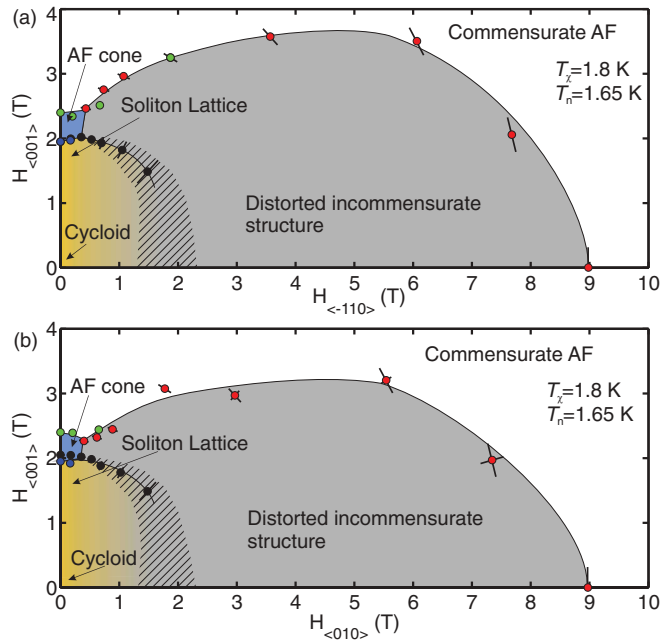 (a)
4
3
2
1
0
H<001> (T)
AF cone
Soliton Lattice
Cycloid
Commensurate AF
Tχ=1.8 K
Tn=1.65 K
Distorted incommensurate
structure
0 1 2 3 4 5 6 7 8 9 10
H<-110> (T)
(b)
4
3
2
1
0
H<001> (T)
AF cone
Soliton Lattice
Cycloid
Commensurate AF
Tχ=1.8 K
Tn=1.65 K
Distorted incommensurate
structure
0 1 2 3 4 5 6 7 8 9 10
H<010> (T)